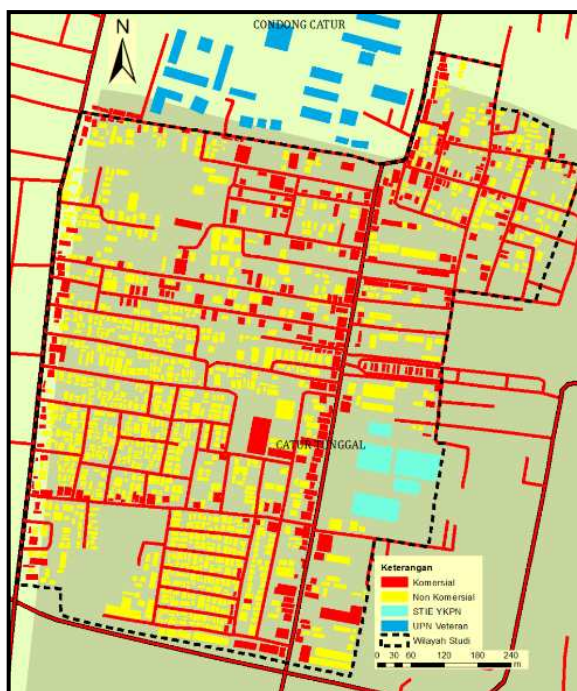 CONDONG CATUR
N
CATUR TUNGGAL
Keterangan
Komersial
Non Komersial
STIE YKPN
UPN Veteran
Wilayah Studi
0 30 60 120 180 240
m